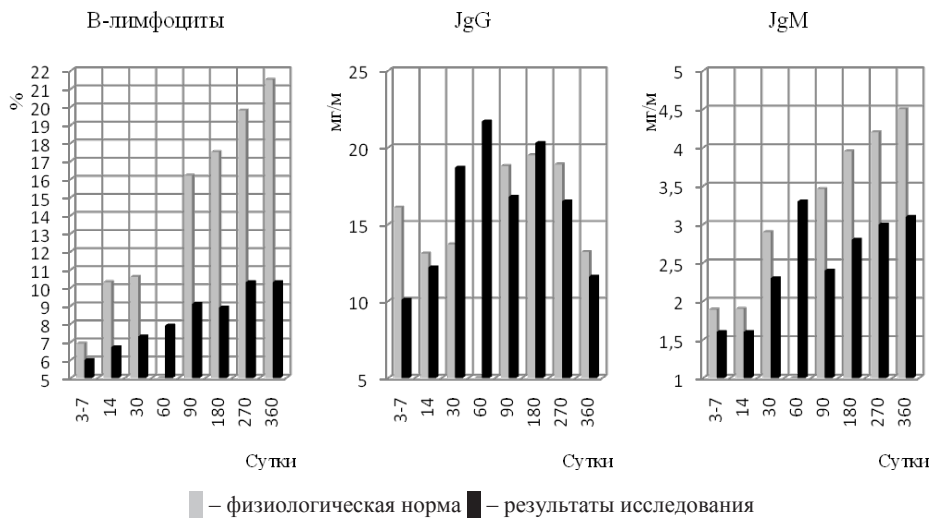 В-лимфоциты
%
22
21
20
19
18
17
16
15
14
13
12
11
10
9
8
7
6
5
3-7 14 30 60 90 180 270 360
Сутки
JgG
мг/м
25
20
15
10
5
3-7 14 30 60 90 180 270 360
Сутки
JgM
мг/м
5
4,5
4
3,5
3
2,5
2
1,5
1
3-7 14 30 60 90 180 270 360
Сутки
– физиологическая норма – результаты исследования